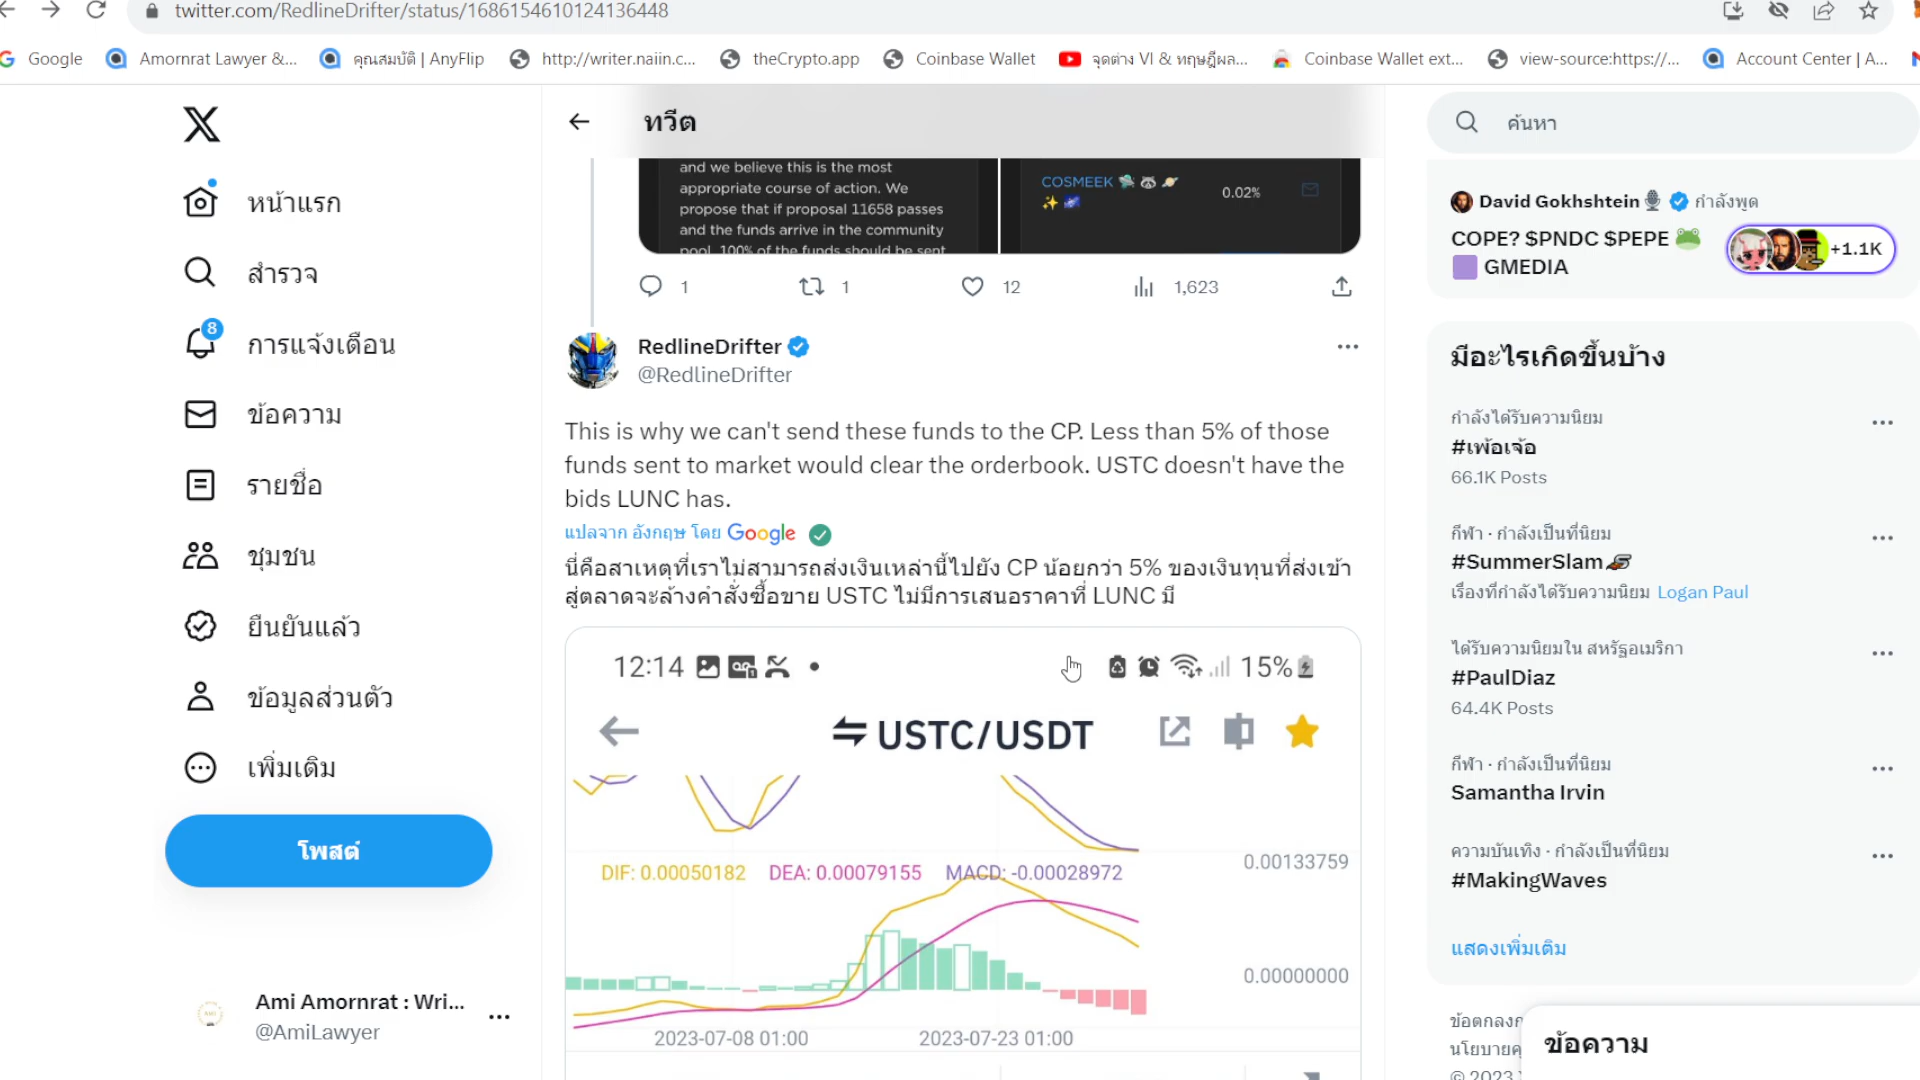 twitter.com/RedlineDrifter/status/1686154610124136448
Google
Amornrat Lawyer &...
คุณสมบัติ | AnyFlip
http://writer.naiin.c...
theCrypto.app
Coinbase Wallet
จุดต่าง VI & ทฤษฎีผล...
Coinbase Wallet ext...
view-source:https://...
Account Center | A...
X
หน้าแรก
สำรวจ
8
การแจ้งเตือน
ข้อความ
รายชื่อ
ชุมชน
ยืนยันแล้ว
ข้อมูลส่วนตัว
เพิ่มเติม
โพสต์
Ami Amornrat : Wri...
@AmiLawyer
ทวีต
and we believe this is the most
appropriate course of action. We
propose that if proposal 11658 passes
and the funds arrive in the community
pool, 100% of the funds should be sent
COSMEEK
0.02%
1
1
12
1,623
RedlineDrifter
@RedlineDrifter
This is why we can't send these funds to the CP. Less than 5% of those
funds sent to market would clear the orderbook. USTC doesn't have the
bids LUNC has.
แปลจาก อังกฤษ โดย Google
นี่คือสาเหตุที่เราไม่สามารถส่งเงินเหล่านี้ไปยัง CP น้อยกว่า 5% ของเงินทุนที่ส่งเข้า
สู่ตลาดจะล้างคำสั่งซื้อขาย USTC ไม่มีการเสนอราคาที่ LUNC มี
12:14
15%
USTC/USDT
0.00133759
DIF: 0.00050182 DEA: 0.00079155 MACD: -0.00028972
0.00000000
2023-07-08 01:00
2023-07-23 01:00
ค้นหา
David Gokhshtein กำลังพูด
COPE? $PNDC $PEPE
GMEDIA
+1.1K
มีอะไรเกิดขึ้นบ้าง
กำลังได้รับความนิยม
#เพ้อเจ้อ
66.1K Posts
กีฬา · กำลังเป็นที่นิยม
#SummerSlam
เรื่องที่กำลังได้รับความนิยม Logan Paul
ได้รับความนิยมใน สหรัฐอเมริกา
#PaulDiaz
64.4K Posts
กีฬา · กำลังเป็นที่นิยม
Samantha Irvin
ความบันเทิง · กำลังเป็นที่นิยม
#MakingWaves
แสดงเพิ่มเติม
ข้อตกลงก
นโยบายคุ
© 2023
ข้อความ